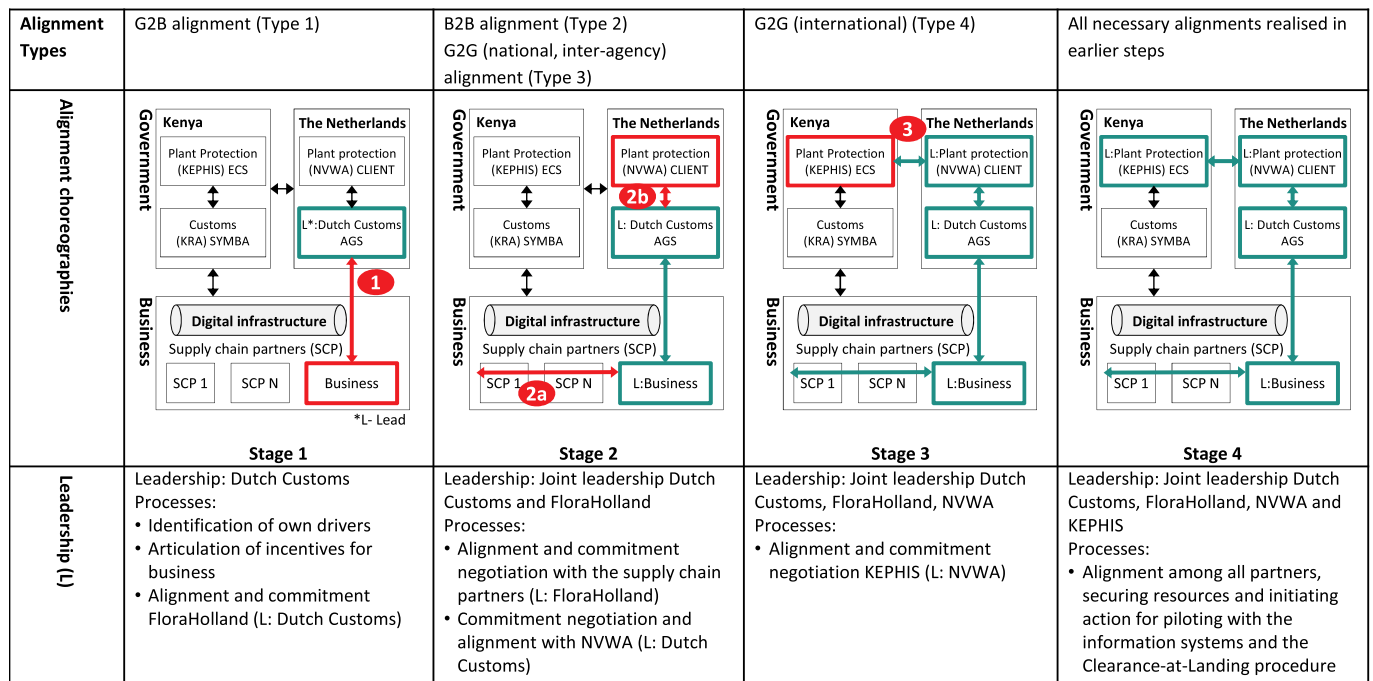 Alignment
Types
G2B alignment (Type 1)
B2B alignment (Type 2)
G2G (national, inter-agency)
alignment (Type 3)
G2G (international) (Type 4)
All necessary alignments realised in
earlier steps
Alignment choreographies
Government
Kenya
The Netherlands
Plant Protection
(KEPHIS) ECS
Plant protection
(NVWA) CLIENT
Customs
(KRA) SYMBA
L*:Dutch Customs
AGS
1
Business
Digital infrastructure
Supply chain partners (SCP)
SCP 1
SCP N
Business
*L- Lead
Stage 1
Government
Kenya
The Netherlands
Plant Protection
(KEPHIS) ECS
Plant protection
(NVWA) CLIENT
2b
Customs
(KRA) SYMBA
L: Dutch Customs
AGS
Business
Digital infrastructure
Supply chain partners (SCP)
SCP 1
SCP N
2a
L:Business
Stage 2
Government
Kenya
3
The Netherlands
Plant Protection
(KEPHIS) ECS
L:Plant protection
(NVWA) CLIENT
Customs
(KRA) SYMBA
L: Dutch Customs
AGS
Business
Digital infrastructure
Supply chain partners (SCP)
SCP 1
SCP N
L:Business
Stage 3
Government
Kenya
The Netherlands
L:Plant Protection
(KEPHIS) ECS
L:Plant protection
(NVWA) CLIENT
Customs
(KRA) SYMBA
L: Dutch Customs
AGS
Business
Digital infrastructure
Supply chain partners (SCP)
SCP 1
SCP N
L:Business
Stage 4
Leadership (L)
Leadership: Dutch Customs
Processes:
• Identification of own drivers
• Articulation of incentives for
business
• Alignment and commitment
FloraHolland (L: Dutch Customs)
Leadership: Joint leadership Dutch
Customs and FloraHolland
Processes:
• Alignment and commitment
negotiation with the supply chain
partners (L: FloraHolland)
• Commitment negotiation and
alignment with NVWA (L: Dutch
Customs)
Leadership: Joint leadership Dutch
Customs, FloraHolland, NVWA
Processes:
• Alignment and commitment
negotiation KEPHIS (L: NVWA)
Leadership: Joint leadership Dutch
Customs, FloraHolland, NVWA and
KEPHIS
Processes:
• Alignment among all partners,
securing resources and initiating
action for piloting with the
information systems and the
Clearance-at-Landing procedure